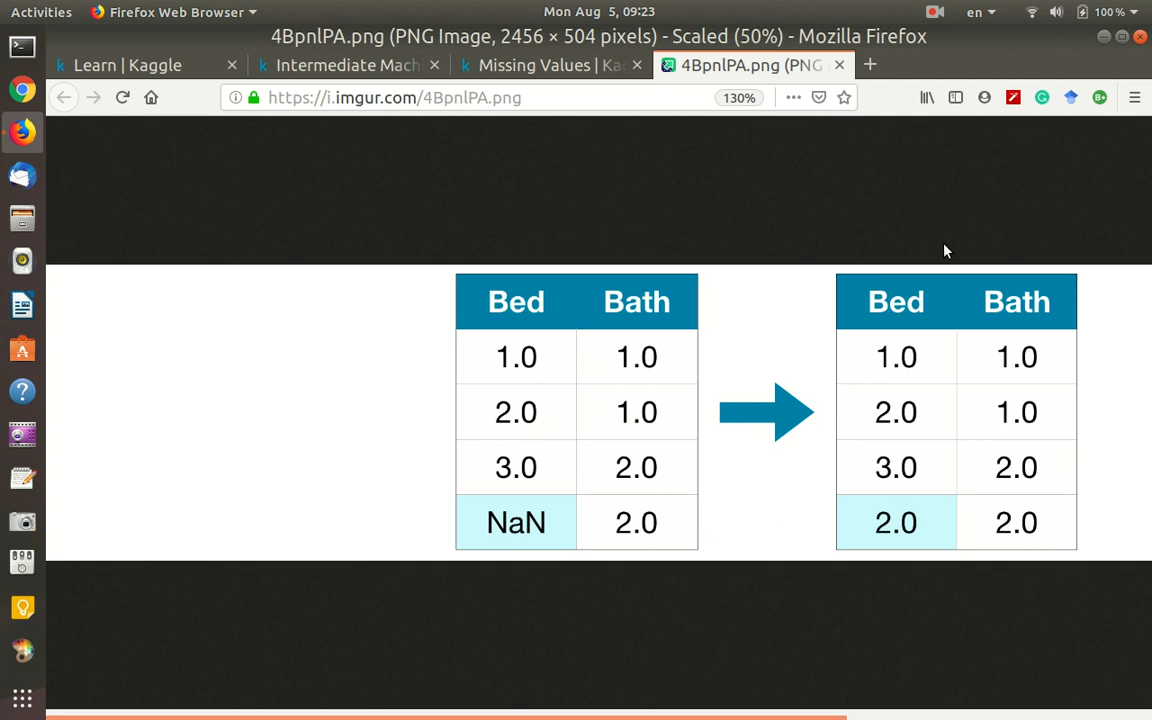 Activities Firefox Web Browser Mon Aug 5, 09:23 en 100%
4BpnlPA.png (PNG Image, 2456 × 504 pixels) - Scaled (50%) - Mozilla Firefox
Learn | Kaggle Intermediate Mach Missing Values | Kag 4BpnlPA.png (PNG
https://i.imgur.com/4BpnlPA.png 130%
Bed Bath Bed Bath
1.0 1.0 1.0 1.0
2.0 1.0 2.0 1.0
3.0 2.0 3.0 2.0
NaN 2.0 2.0 2.0